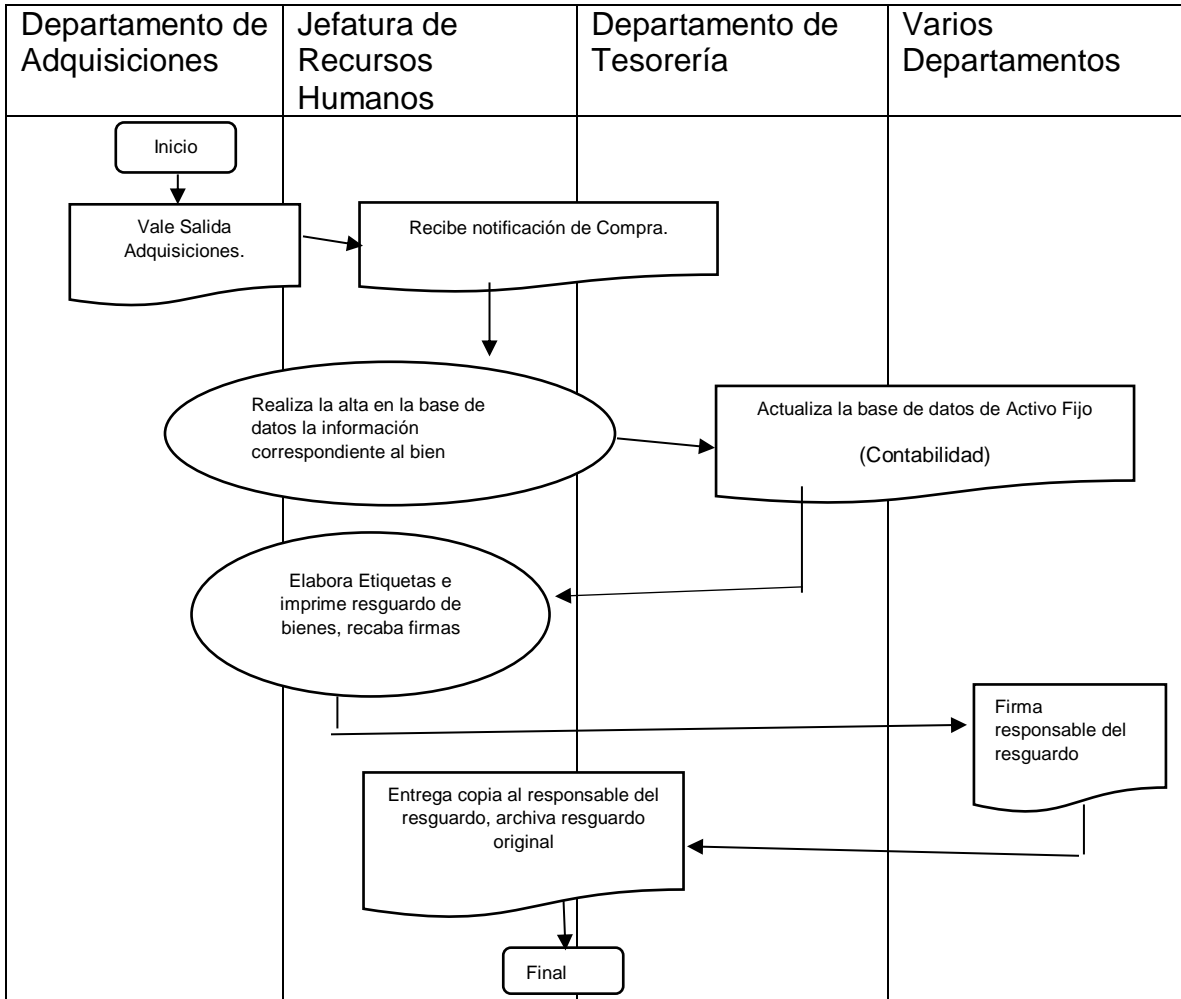 Departamento de
Adquisiciones
Jefatura de
Recursos
Humanos
Departamento de
Tesorería
Varios
Departamentos
Inicio
Vale Salida
Adquisiciones.
Recibe notificación de Compra.
Realiza la alta en la base de
datos la información
correspondiente al bien
Actualiza la base de datos de Activo Fijo
(Contabilidad)
Elabora Etiquetas e
imprime resguardo de
bienes, recaba firmas
Firma
responsable del
resguardo
Entrega copia al responsable del
resguardo, archiva resguardo
original
Final